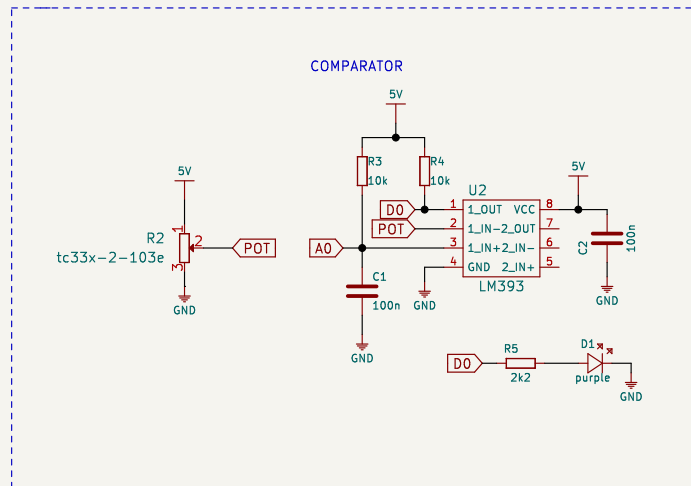 COMPARATOR
5V
R3
10k
R4
10k
5V
R2
tc33x-2-103e
1
2
3
POT
GND
D0
POT
A0
U2
1 1_OUT VCC 8
2 1_IN- 2_OUT 7
3 1_IN+ 2_IN- 6
4 GND 2_IN+ 5
LM393
GND
C1
100n
GND
5V
C2
100n
GND
D0
R5
2k2
D1
purple
GND